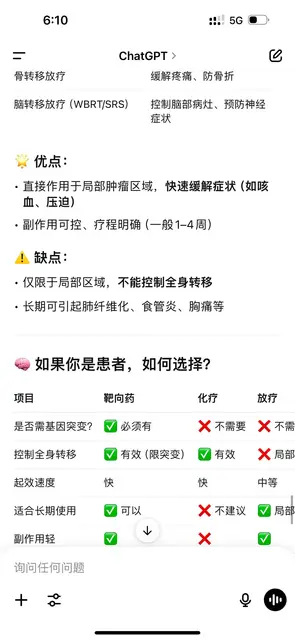 6:10
5G
ChatGPT >
骨转移放疗 缓解疼痛、防骨折
脑转移放疗 (WBRT/SRS) 控制脑部病灶、预防神经
症状
🌟 优点：
• 直接作用于局部肿瘤区域，快速缓解症状（如咳
血、压迫）
• 副作用可控、疗程明确（一般1–4周）
⚠️ 缺点：
• 仅限于局部区域，不能控制全身转移
• 长期可引起肺纤维化、食管炎、胸痛等
🧠 如果你是患者，如何选择？
项目 靶向药 化疗 放疗
是否需基因突变? ✅ 必须有 ❌ 不需要 ❌ 不需
控制全身转移 ✅ 有效 (限突变) ✅ 有效 ❌ 局部
起效速度 快 快 中等
适合长期使用 ✅ 可以 ❌ 不建议 ✅ 局部
副作用轻 ✅ ❌ ✅
询问任何问题